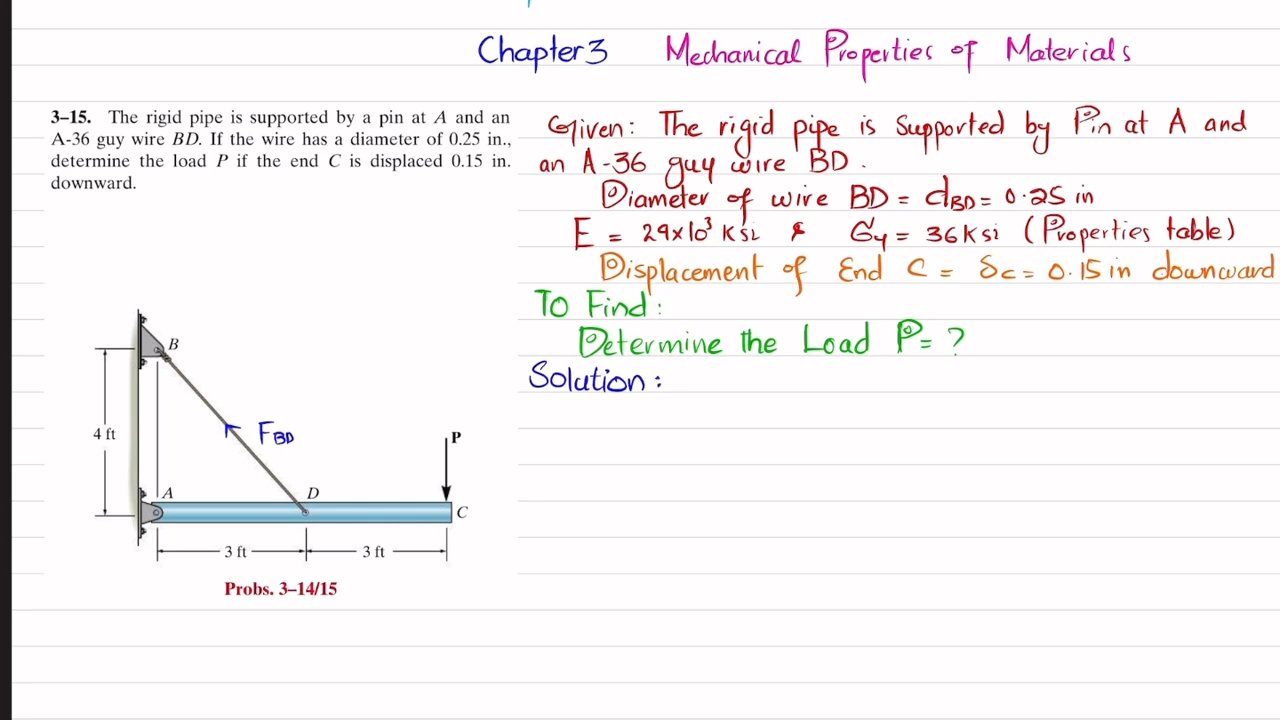 Chapter 3 Mechanical Properties of Materials
3–15. The rigid pipe is supported by a pin at A and an
A-36 guy wire BD. If the wire has a diameter of 0.25 in.,
determine the load P if the end C is displaced 0.15 in.
downward.
Given: The rigid pipe is supported by Pin at A and
an A-36 guy wire BD.
Diameter of wire BD = dBD = 0.25 in
E = 29x10³ Ksi & σy = 36 Ksi (Properties table)
Displacement of End C = δc = 0.15 in downward
To Find:
Determine the Load P = ?
Solution:
B
4 ft
FBD
P
A
D
C
3 ft
3 ft
Probs. 3–14/15